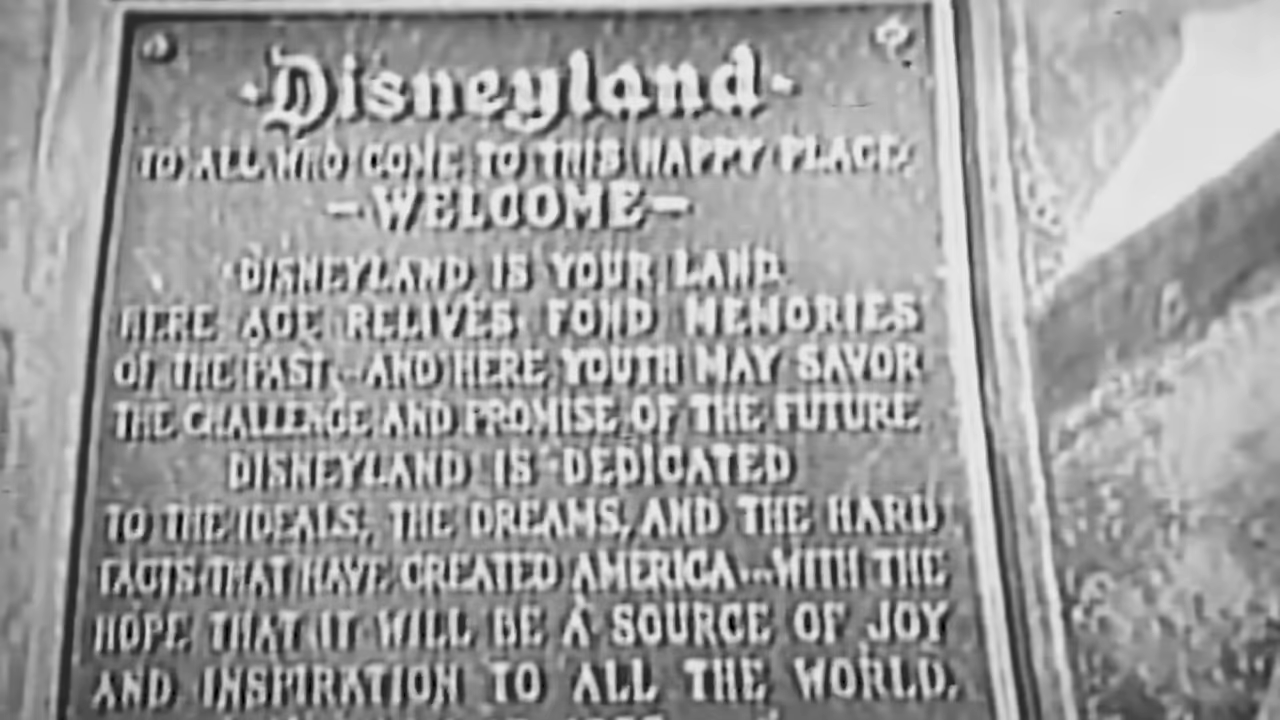 ·Disneyland·
TO ALL WHO COME TO THIS HAPPY PLACE:
-WELCOME-
DISNEYLAND IS YOUR LAND.
HERE AGE RELIVES FOND MEMORIES
OF THE PAST...AND HERE YOUTH MAY SAVOR
THE CHALLENGE AND PROMISE OF THE FUTURE.
DISNEYLAND IS DEDICATED
TO THE IDEALS, THE DREAMS, AND THE HARD
FACTS THAT HAVE CREATED AMERICA...WITH THE
HOPE THAT IT WILL BE A SOURCE OF JOY
AND INSPIRATION TO ALL THE WORLD.